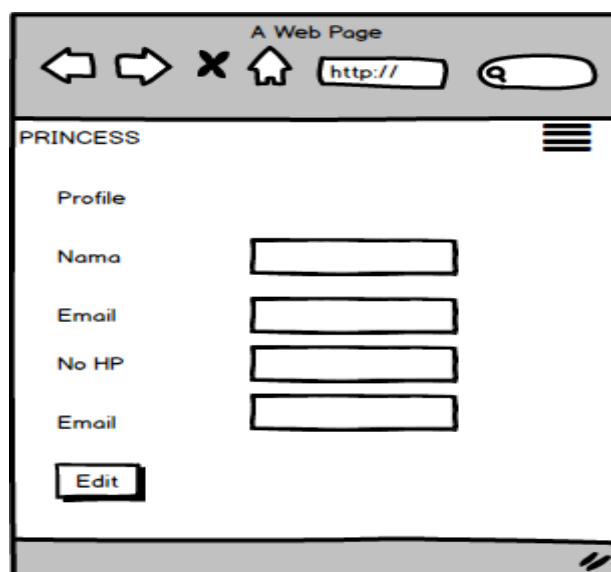 A Web Page
http://
PRINCESS
Profile
Nama
Email
No HP
Email
Edit